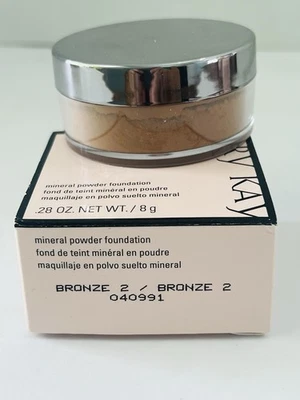 RY KAY
mineral powder foundation
fond de teint minéral en poudre
maquillaje en polvo suelto mineral
.28 OZ. NET WT. / 8 g
mineral powder foundation
fond de teint minéral en poudre
maquillaje en polvo suelto mineral
BRONZE 2 / BRONZE 2
040991